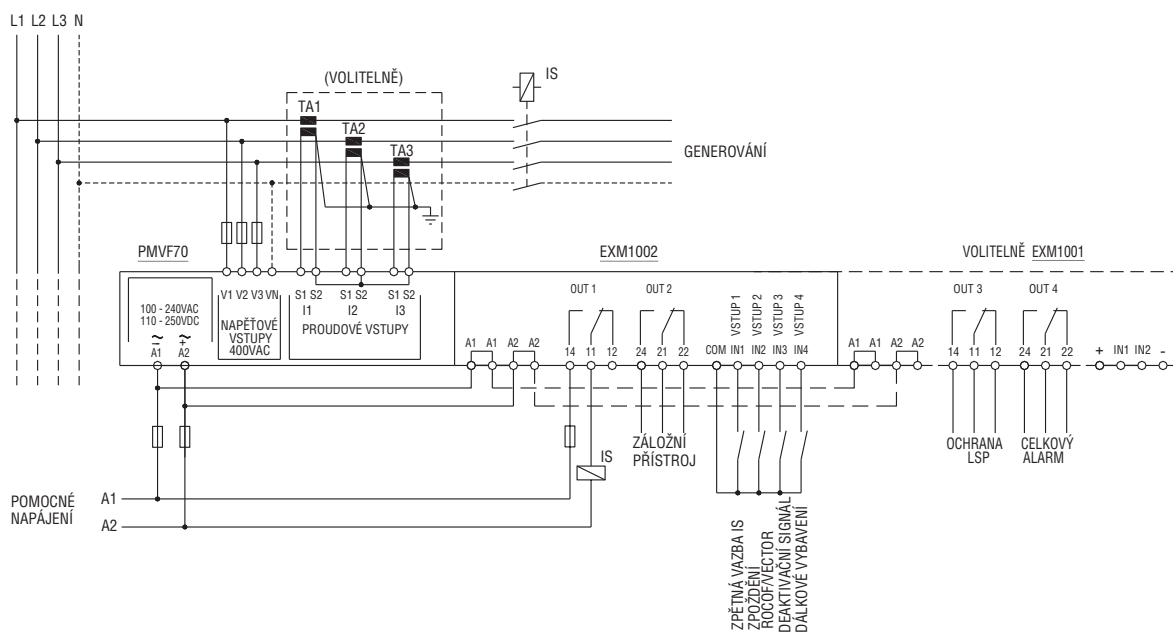 L1 L2 L3 N
(VOLITELNĚ)
IS
TA1
TA2
TA3
GENEROVÁNÍ
PMVF70
EXM1002
VOLITELNĚ EXM1001
100 - 240VAC
110 - 250VDC
~ ~
- +
A1 A2
V1 V2 V3 VN
NAPĚŤOVÉ
VSTUPY
400VAC
S1 S2 S1 S2 S1 S2
I1 I2 I3
PROUDOVÉ VSTUPY
A1 A1 A2 A2
OUT 1
14 11 12
OUT 2
24 21 22
VSTUP 1
VSTUP 2
VSTUP 3
VSTUP 4
COM IN1 IN2 IN3 IN4
A1 A1 A2 A2
OUT 3
14 11 12
OUT 4
24 21 22
+ IN1 IN2 -
ZÁLOŽNÍ
PŘÍSTROJ
OCHRANA
LSP
CELKOVÝ
ALARM
IS
POMOCNÉ
NAPÁJENÍ
A1
A2
ZPĚTNÁ VAZBA IS
ZPOŽDĚNÍ
ROCOF/VECTOR
DEAKTIVAČNÍ SIGNÁL
DÁLKOVÉ VYBAVENÍ